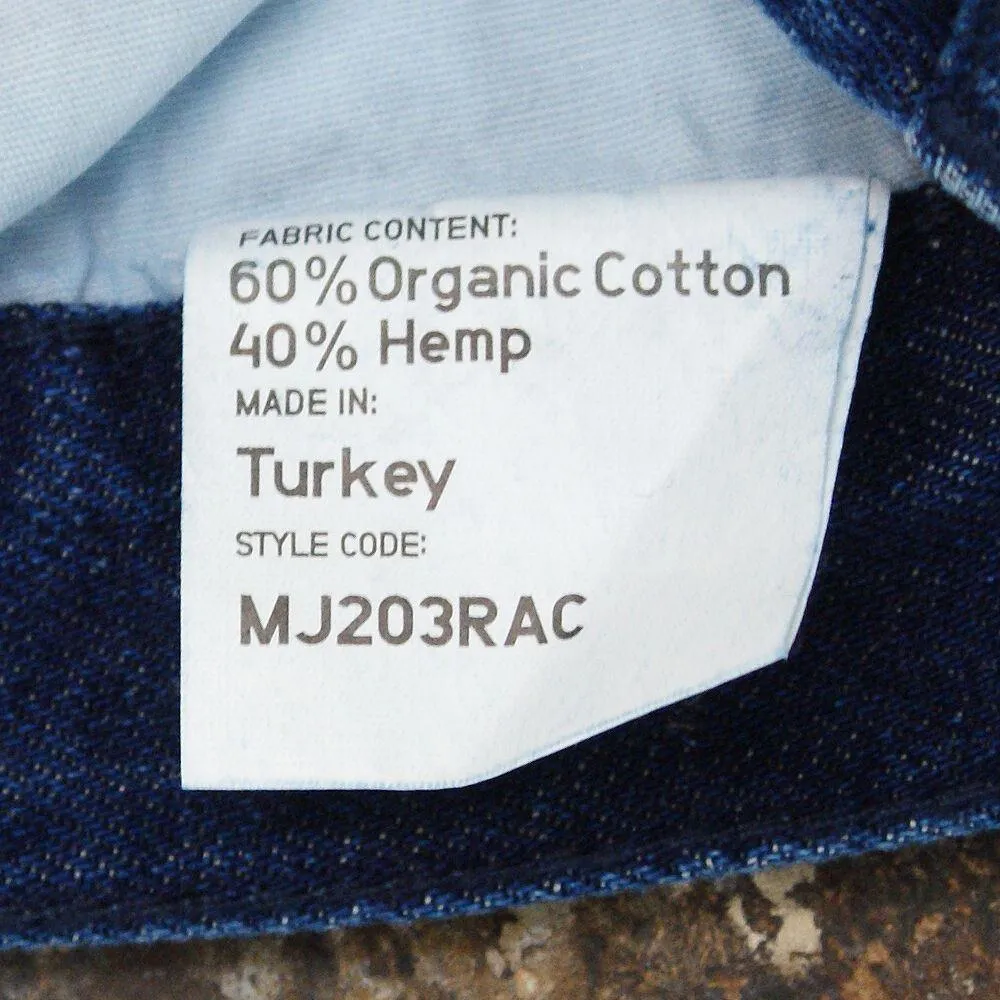 FABRIC CONTENT:
60% Organic Cotton
40% Hemp
MADE IN:
Turkey
STYLE CODE:
MJ203RAC